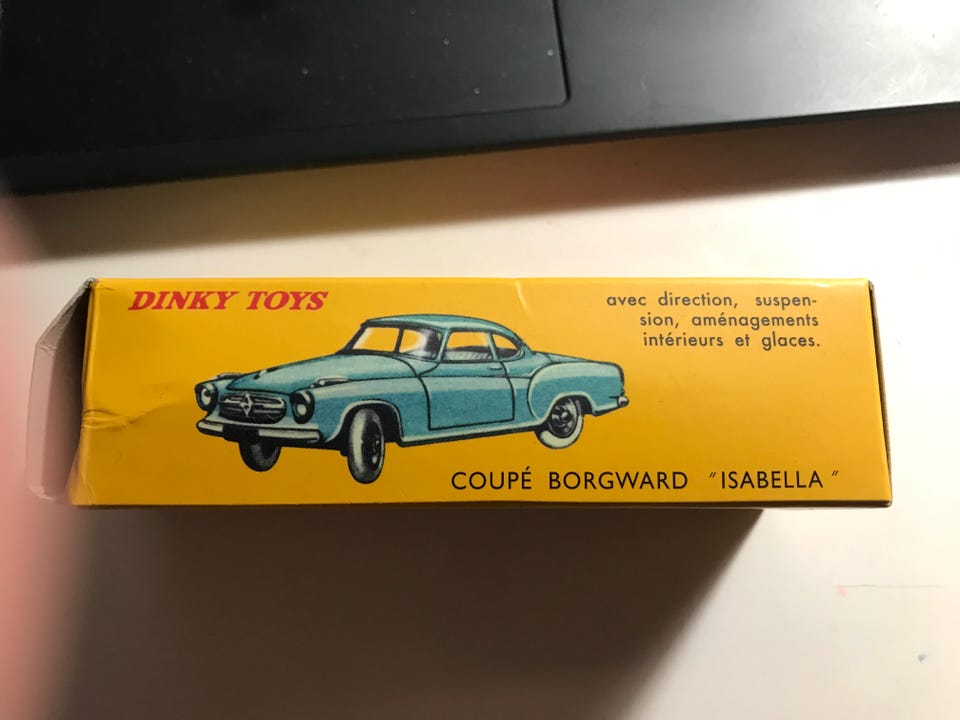 DINKY TOYS
avec direction, suspen-
sion, aménagements
intérieurs et glaces.
COUPÉ BORGWARD "ISABELLA"